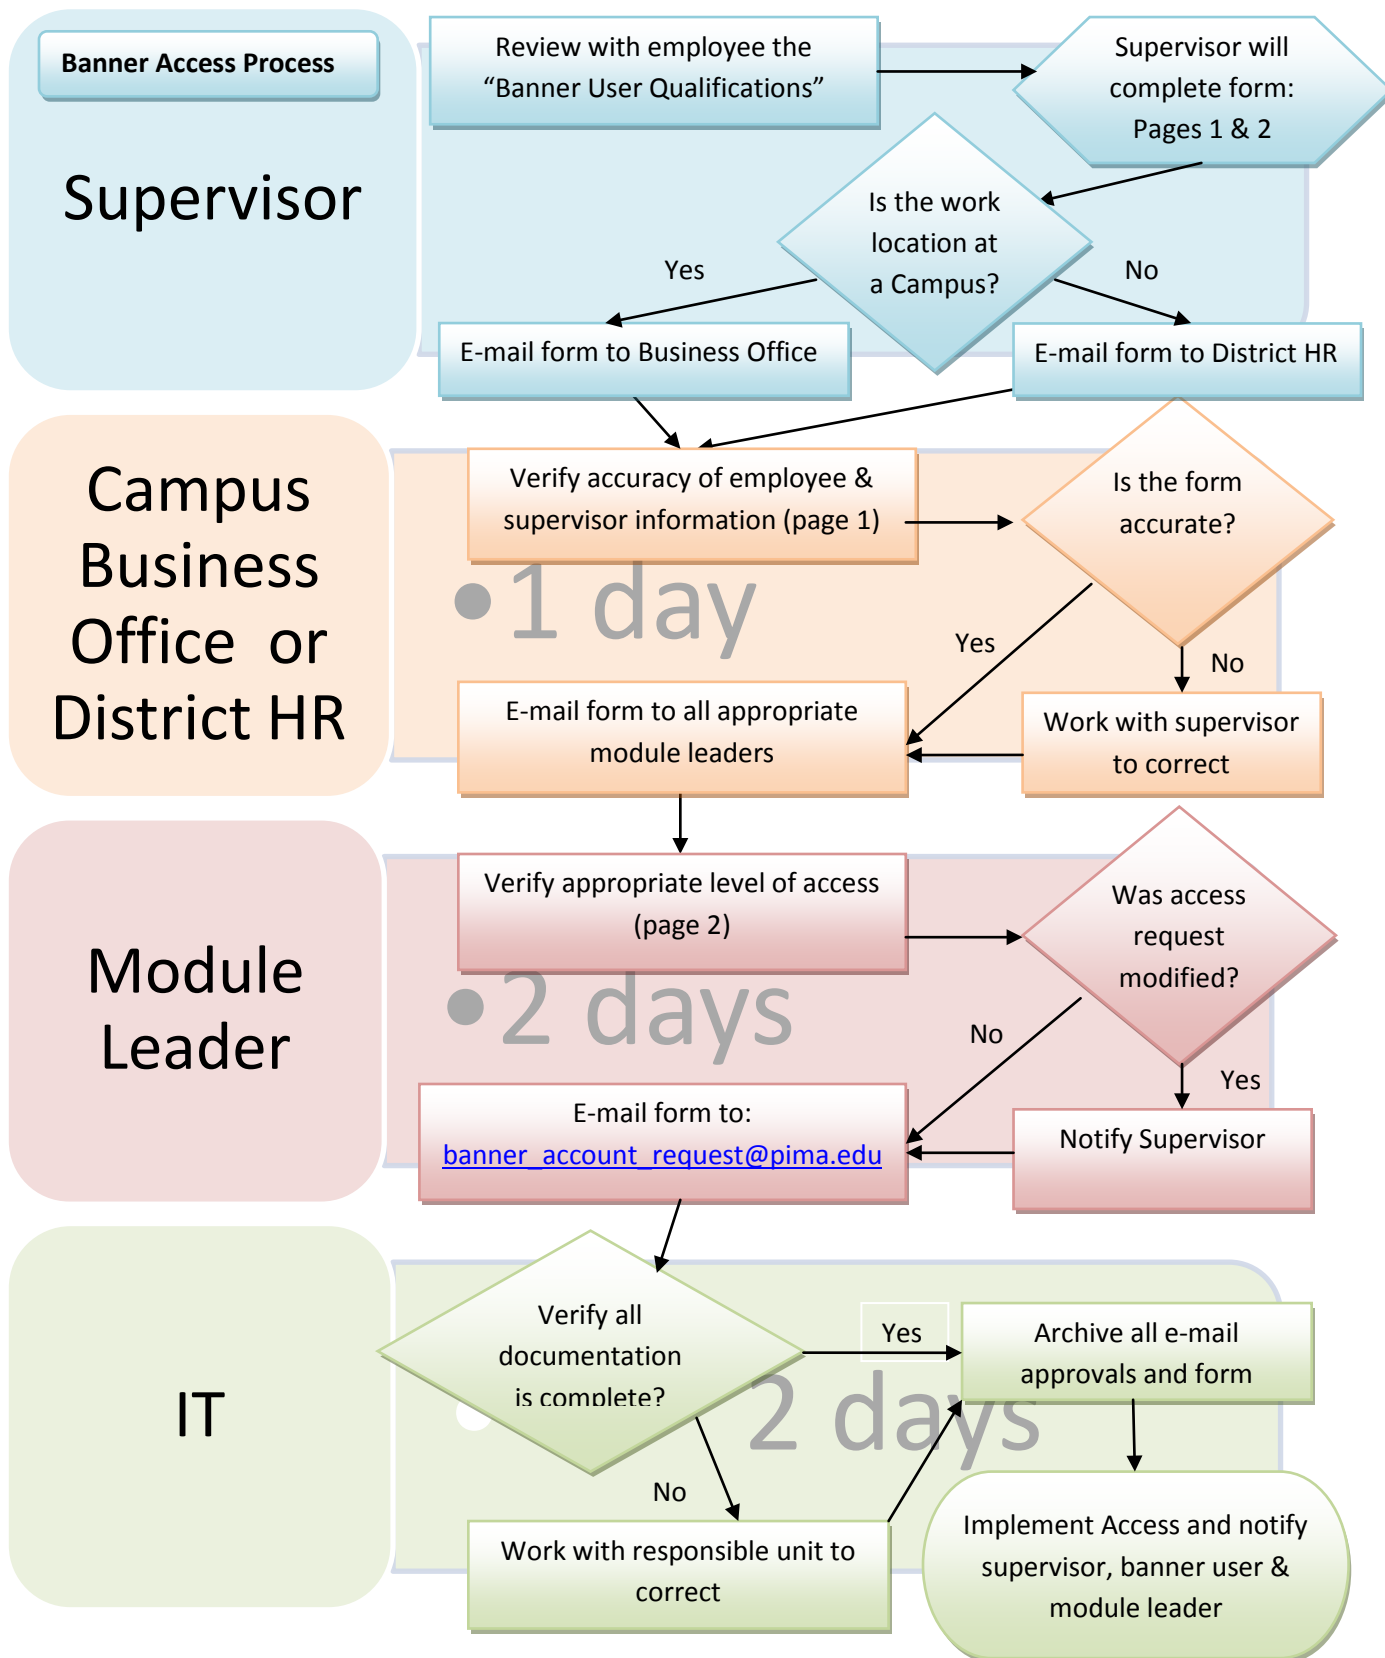 Banner Access Process
Supervisor
Review with employee the
“Banner User Qualifications”
Supervisor will
complete form:
Pages 1 & 2
Is the work
location at
a Campus?
Yes
No
E-mail form to Business Office
E-mail form to District HR
Campus
Business
Office or
District HR
Verify accuracy of employee &
supervisor information (page 1)
Is the form
accurate?
•1 day
Yes
No
E-mail form to all appropriate
module leaders
Work with supervisor
to correct
Module
Leader
Verify appropriate level of access
(page 2)
Was access
request
modified?
•2 days
No
Yes
E-mail form to:
banner_account_request@pima.edu
Notify Supervisor
IT
Verify all
documentation
is complete?
Yes
Archive all e-mail
approvals and form
• 2 days
No
Work with responsible unit to
correct
Implement Access and notify
supervisor, banner user &
module leader